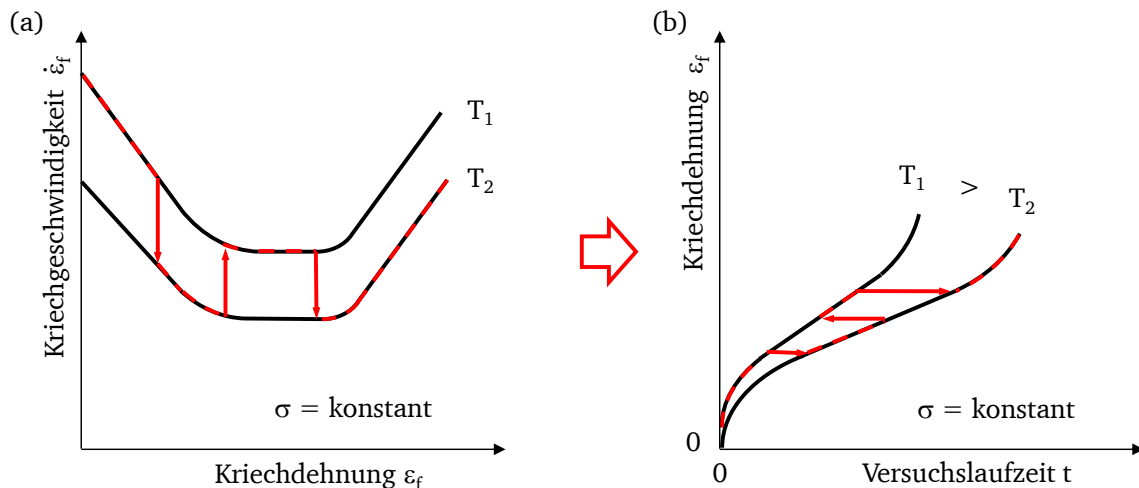 (a)
Kriechgeschwindigkeit ε̇f
T1
T2
σ = konstant
Kriechdehnung εf
(b)
Kriechdehnung εf
T1 > T2
σ = konstant
0
0
Versuchslaufzeit t